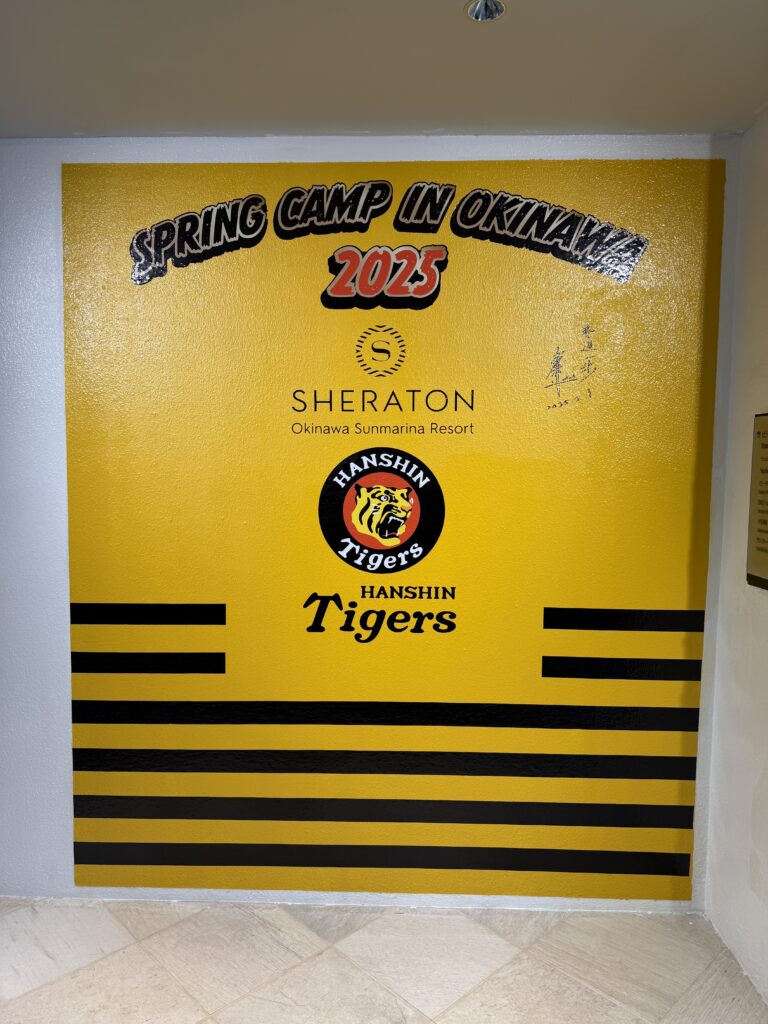 SPRING CAMP IN OKINAWA
2025
S
SHERATON
Okinawa Sunmarina Resort
HANSHIN
Tigers
HANSHIN
Tigers